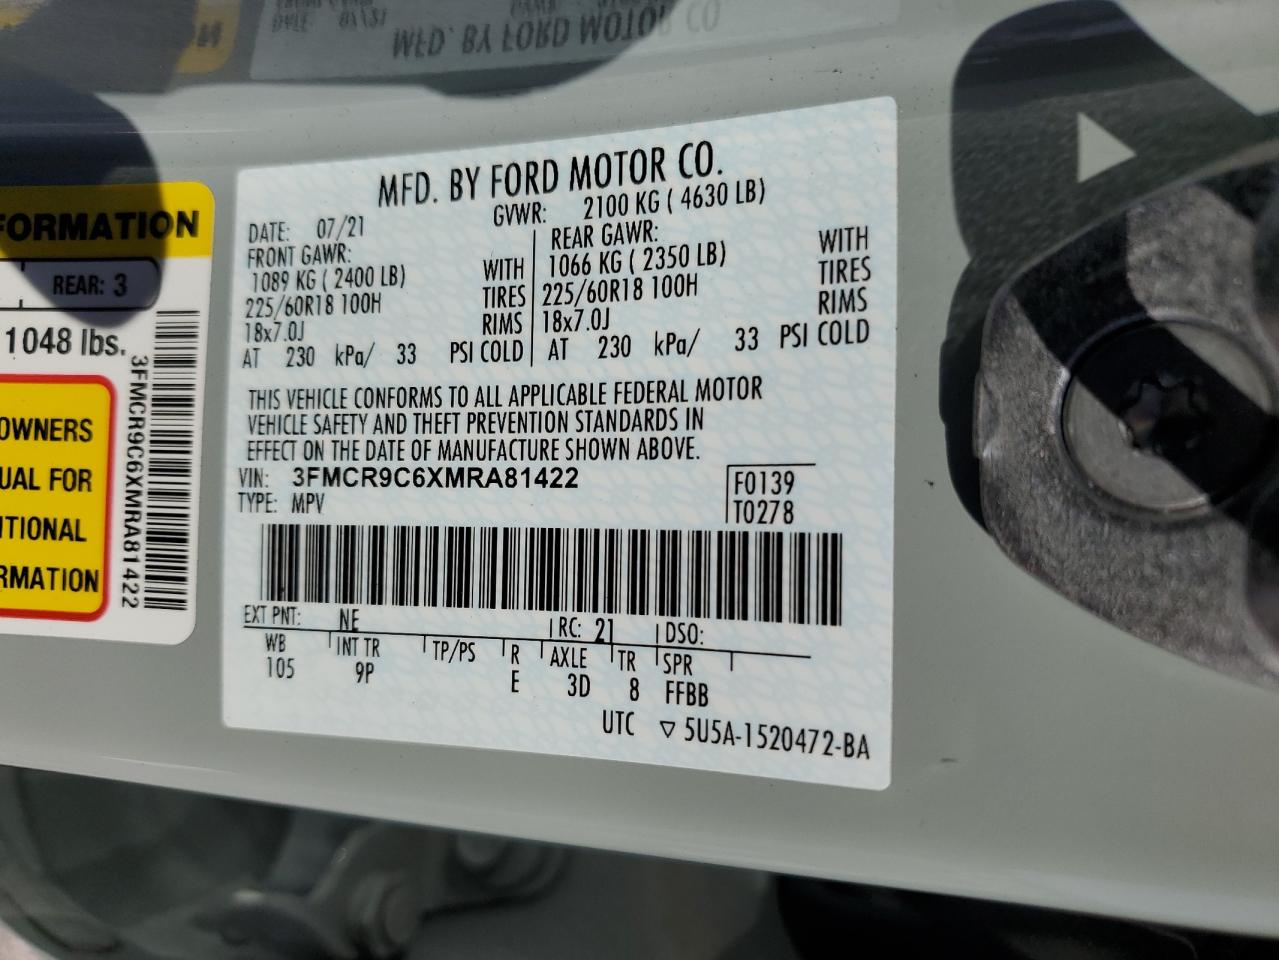 MFD. BY FORD MOTOR CO.
DATE: 07/21 GVWR: 2100 KG ( 4630 LB)
FRONT GAWR: REAR GAWR: WITH
1089 KG ( 2400 LB) WITH 1066 KG ( 2350 LB) TIRES
225/60R18 100H TIRES 225/60R18 100H RIMS
18x7.0J RIMS 18x7.0J
AT 230 kPa/ 33 PSI COLD AT 230 kPa/ 33 PSI COLD
THIS VEHICLE CONFORMS TO ALL APPLICABLE FEDERAL MOTOR
VEHICLE SAFETY AND THEFT PREVENTION STANDARDS IN
EFFECT ON THE DATE OF MANUFACTURE SHOWN ABOVE.
VIN: 3FMCR9C6XMRA81422 F0139
TYPE: MPV T0278
EXT PNT: NE RC: 21 DSO:
WB INT TR TP/PS R AXLE TR SPR
105 9P E 3D 8 FFBB
UTC ▽ 5U5A-1520472-BA
FORMATION
REAR: 3
1048 lbs.
OWNERS
UAL FOR
ITIONAL
RMATION
3FMCR9C6XMRA81422
MFD. BY FORD MOTOR CO
DATE 07/21